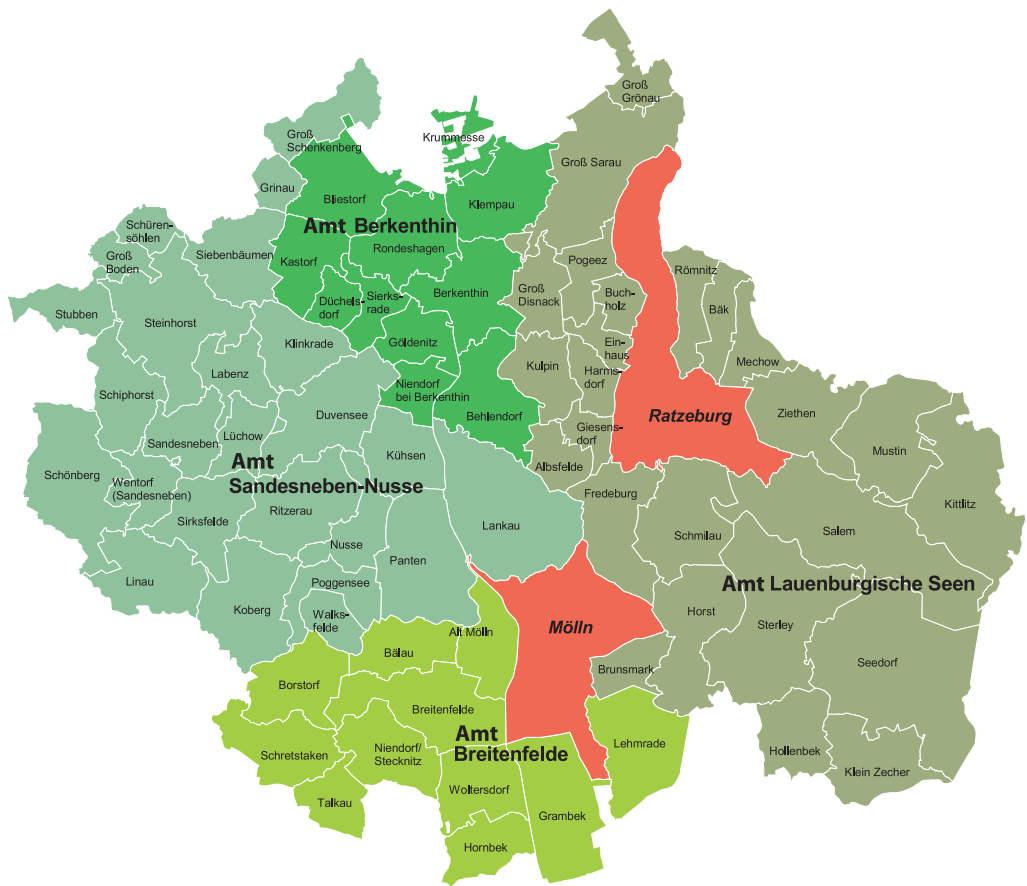 Groß
Grönau
Krummesse
Groß
Schenkenberg
Groß Sarau
Grinau
Bliestorf
Klempau
Schüren-
söhlen
Amt Berkenthin
Rondeshagen
Siebenbäumen
Groß
Boden
Kastorf
Pogeez
Römnitz
Groß
Disnack
Buch-
holz
Berkenthin
Düchels-
dorf
Sierks-
rade
Bäk
Stubben
Steinhorst
Klinkrade
Göldenitz
Ein-
haus
Mechow
Kulpin
Harms-
dorf
Labenz
Niendorf
bei Berkenthin
Schiphorst
Duvensee
Behlendorf
Ratzeburg
Ziethen
Giesens-
dorf
Lüchow
Sandesneben
Mustin
Kühsen
Amt
Sandesneben-Nusse
Albsfelde
Schönberg
Wentorf
(Sandesneben)
Fredeburg
Kittlitz
Ritzerau
Sirksfelde
Lankau
Schmilau
Salem
Nusse
Panten
Linau
Poggensee
Amt Lauenburgische Seen
Koberg
Walks-
felde
Horst
Sterley
Alt Mölln
Mölln
Bälau
Seedorf
Brunsmark
Borstorf
Breitenfelde
Amt
Breitenfelde
Lehmrade
Schretstaken
Niendorf/
Stecknitz
Hollenbek
Klein Zecher
Woltersdorf
Talkau
Grambek
Hornbek